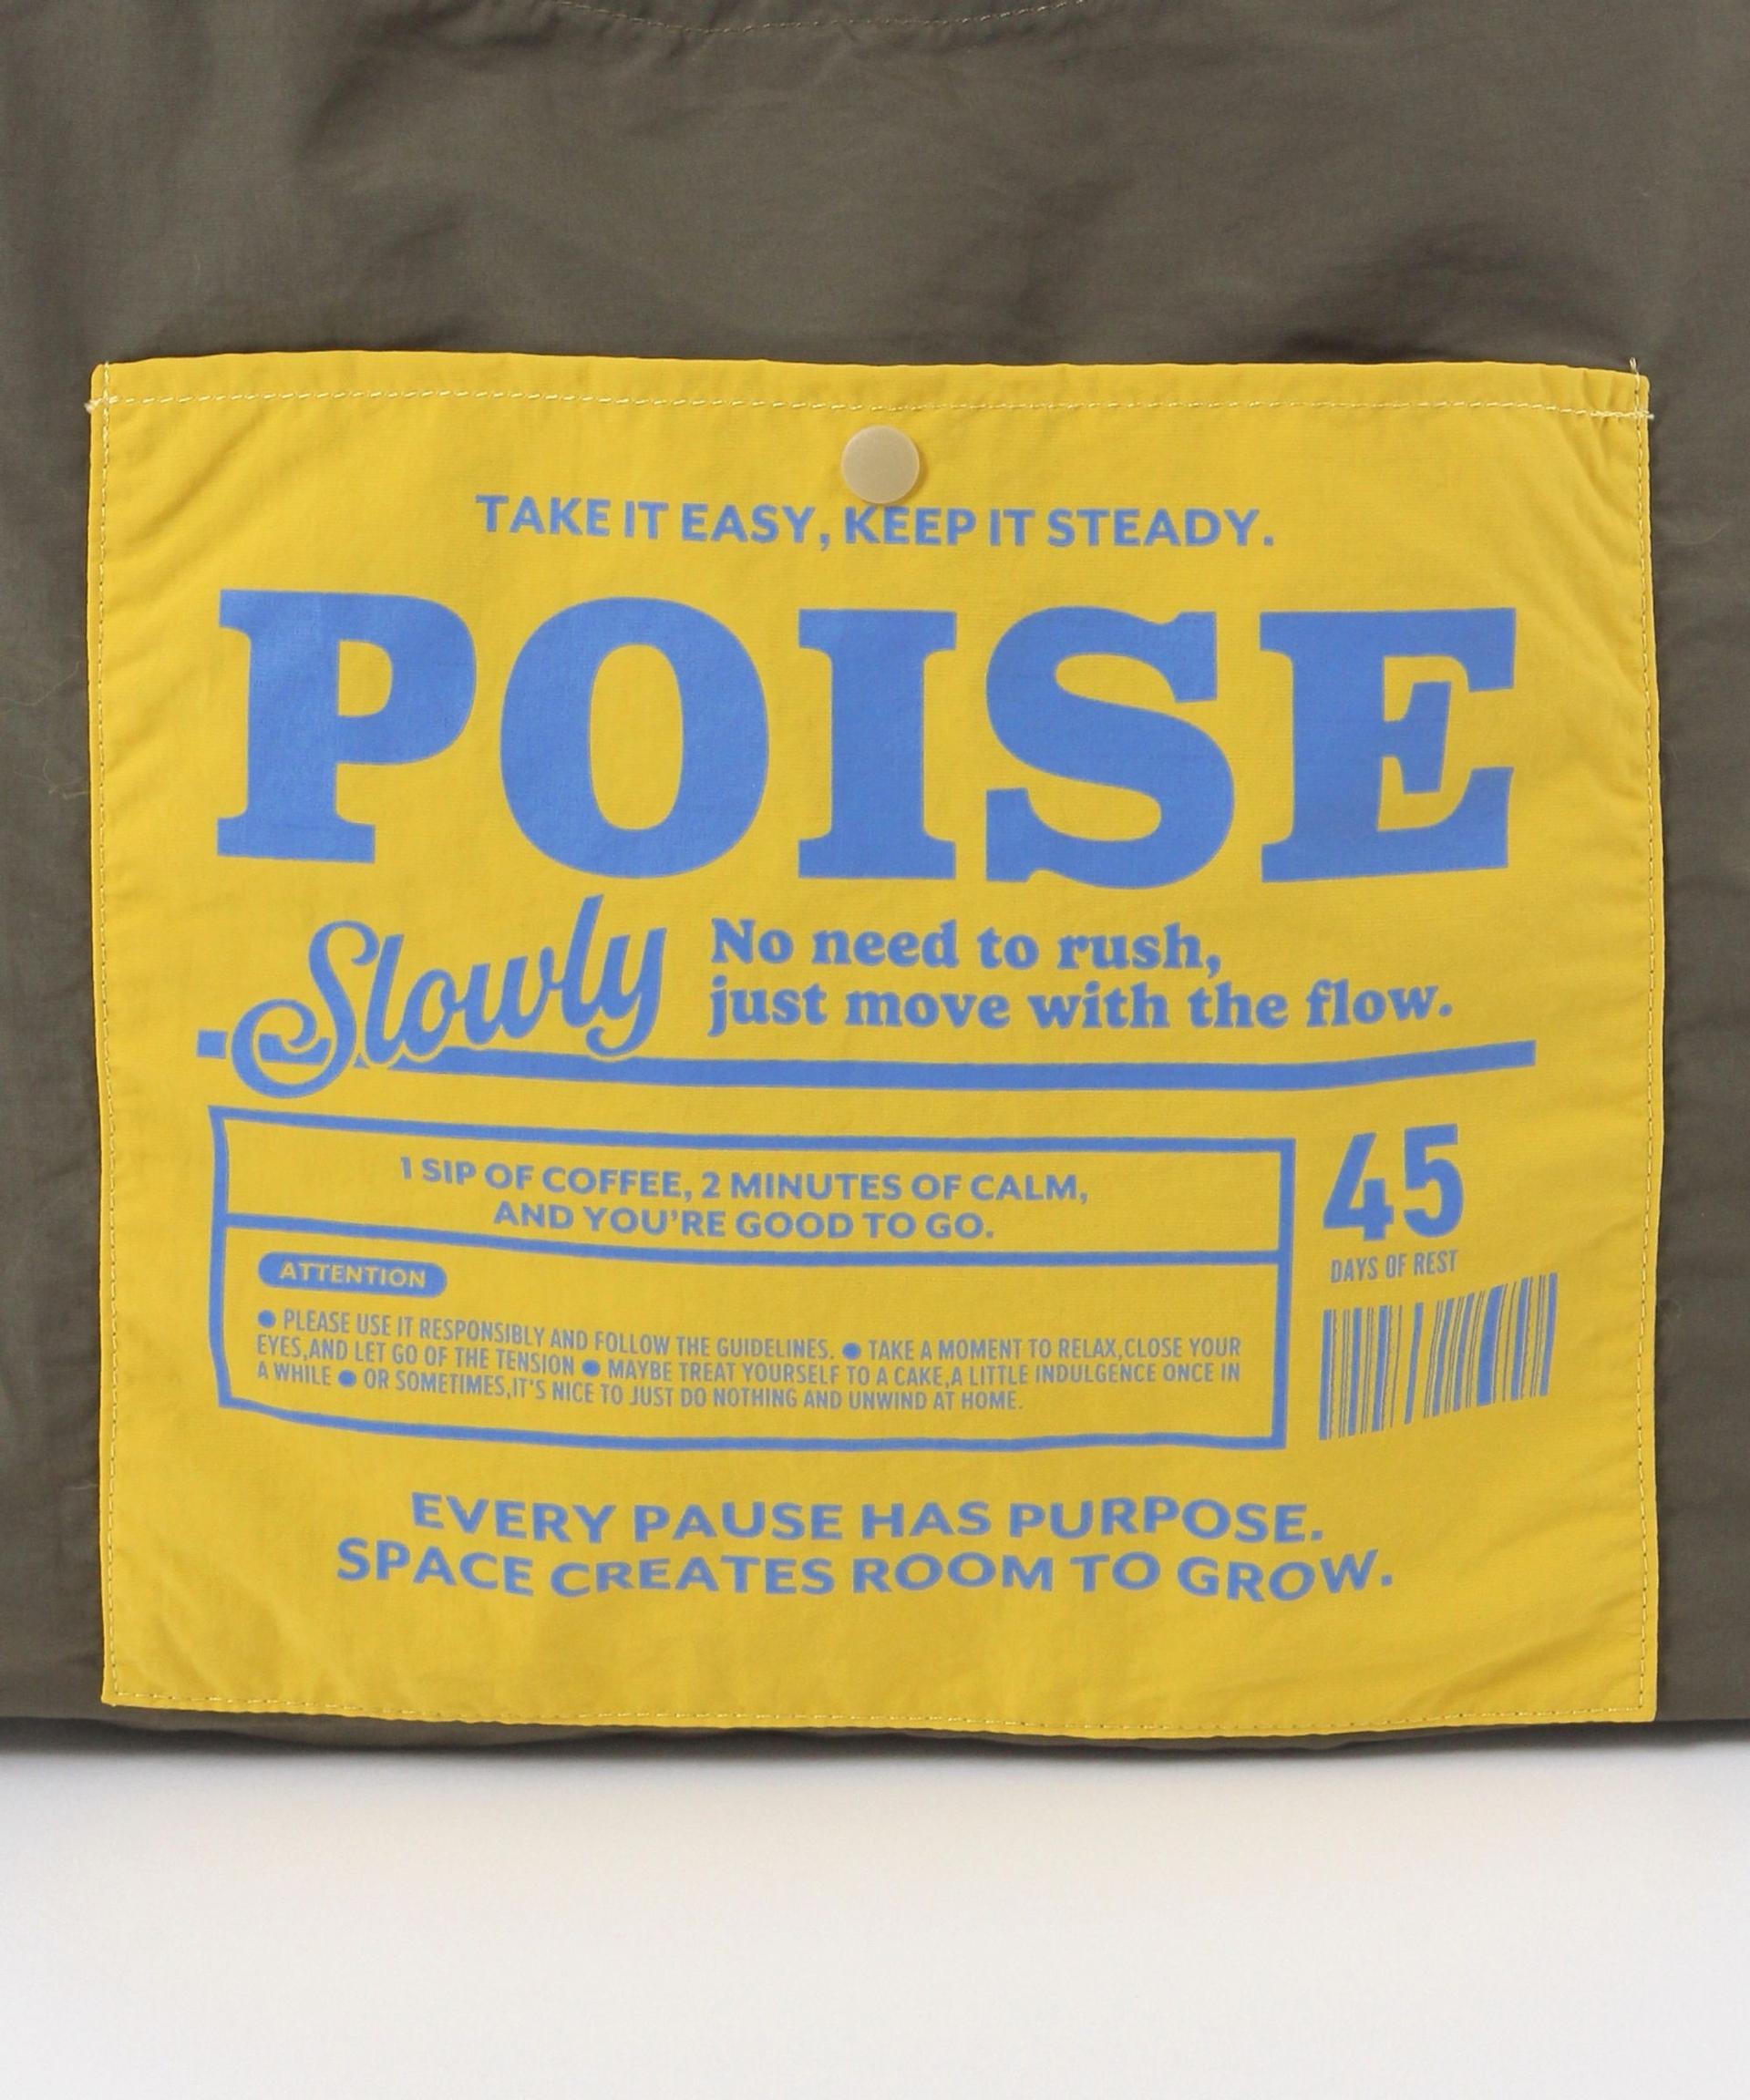 TAKE IT EASY, KEEP IT STEADY.
POISE
Slowly
No need to rush,
just move with the flow.
1 SIP OF COFFEE, 2 MINUTES OF CALM,
AND YOU'RE GOOD TO GO.
ATTENTION
● PLEASE USE IT RESPONSIBLY AND FOLLOW THE GUIDELINES. ● TAKE A MOMENT TO RELAX,CLOSE YOUR
EYES,AND LET GO OF THE TENSION ● MAYBE TREAT YOURSELF TO A CAKE,A LITTLE INDULGENCE ONCE IN
A WHILE ● OR SOMETIMES,IT'S NICE TO JUST DO NOTHING AND UNWIND AT HOME.
45
DAYS OF REST
EVERY PAUSE HAS PURPOSE.
SPACE CREATES ROOM TO GROW.